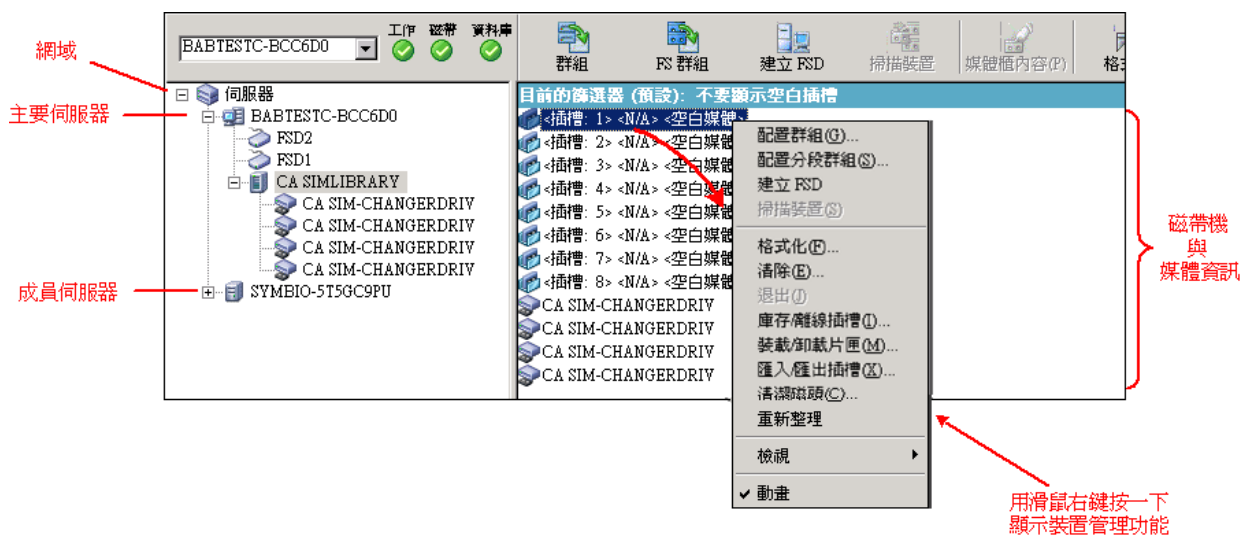 工作 磁帶 資料庫
BABTESTC-BCC6D0
群組
FS 群組
建立 FSD
掃描裝置
媒體櫃內容(P)
網域
主要伺服器
成員伺服器
伺服器
BABTESTC-BCC6D0
FSD2
FSD1
CA SIMLIBRARY
CA SIM-CHANGERDRIV
CA SIM-CHANGERDRIV
CA SIM-CHANGERDRIV
CA SIM-CHANGERDRIV
SYMBIO-5T5GC9PU
目前的篩選器 (預設): 不要顯示空白插槽
<插槽: 1> <N/A> <空白媒體>
<插槽: 2> <N/A> <空白媒體
<插槽: 3> <N/A> <空白媒體
<插槽: 4> <N/A> <空白媒體
<插槽: 5> <N/A> <空白媒體
<插槽: 6> <N/A> <空白媒體
<插槽: 7> <N/A> <空白媒體
<插槽: 8> <N/A> <空白媒體
CA SIM-CHANGERDRIV
CA SIM-CHANGERDRIV
CA SIM-CHANGERDRIV
CA SIM-CHANGERDRIV
配置群組(G)...
配置分段群組(S)...
建立 FSD
掃描裝置(S)
格式化(F)...
清除(E)...
退出(J)
庫存/離線插槽(I)...
裝載/卸載片匣(M)...
匯入/匯出插槽(X)...
清潔磁頭(C)...
重新整理
檢視
動畫
磁帶機
與
媒體資訊
用滑鼠右鍵按一下
顯示裝置管理功能